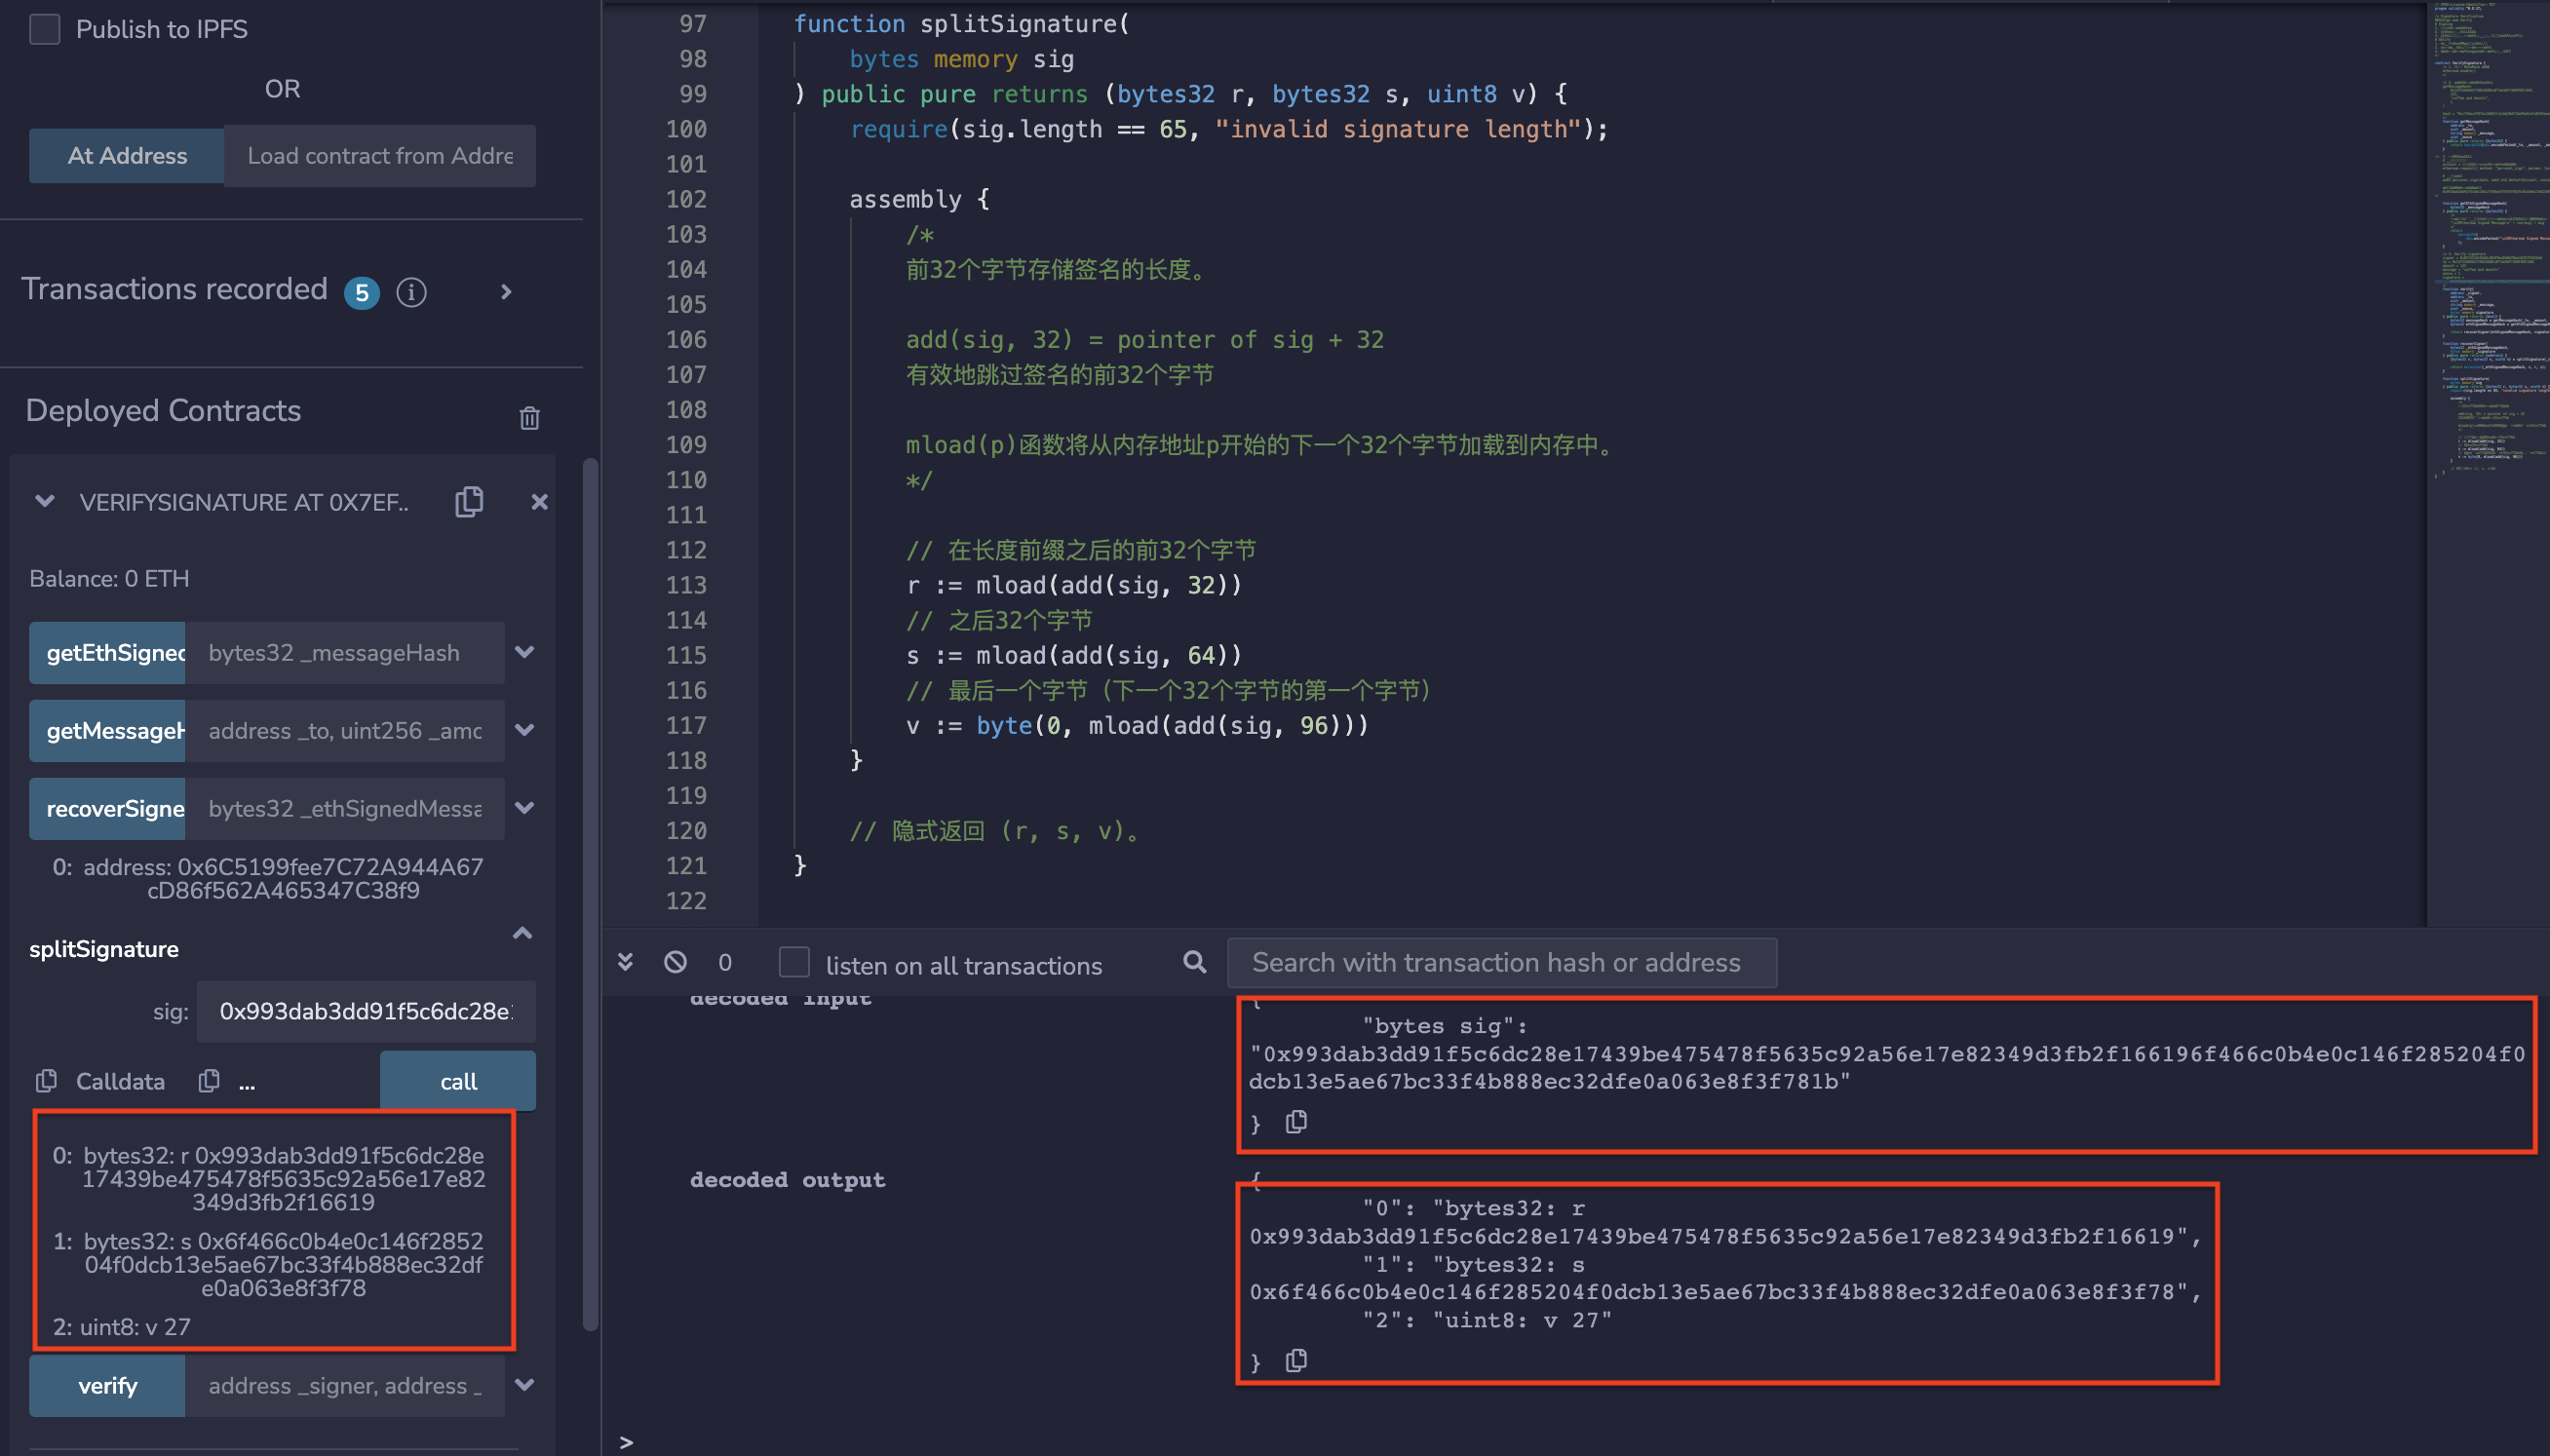 Publish to IPFS
OR
At Address
Load contract from Addre
Transactions recorded 5
Deployed Contracts
VERIFYSIGNATURE AT 0X7EF..
Balance: 0 ETH
getEthSigned
bytes32 _messageHash
getMessageH
address _to, uint256 _amo
recoverSigne
bytes32 _ethSignedMessa
0: address: 0x6C5199fee7C72A944A67
cD86f562A465347C38f9
splitSignature
sig: 0x993dab3dd91f5c6dc28e:
Calldata
...
call
0: bytes32: r 0x993dab3dd91f5c6dc28e
17439be475478f5635c92a56e17e82
349d3fb2f16619
1: bytes32: s 0x6f466c0b4e0c146f2852
04f0dcb13e5ae67bc33f4b888ec32df
e0a063e8f3f78
2: uint8: v 27
verify
address _signer, address _
97 function splitSignature(
98 bytes memory sig
99 ) public pure returns (bytes32 r, bytes32 s, uint8 v) {
100 require(sig.length == 65, "invalid signature length");
101
102 assembly {
103 /*
104 前32个字节存储签名的长度。
105
106 add(sig, 32) = pointer of sig + 32
107 有效地跳过签名的前32个字节
108
109 mload(p)函数将从内存地址p开始的下一个32个字节加载到内存中。
110 */
111
112 // 在长度前缀之后的前32个字节
113 r := mload(add(sig, 32))
114 // 之后32个字节
115 s := mload(add(sig, 64))
116 // 最后一个字节（下一个32个字节的第一个字节）
117 v := byte(0, mload(add(sig, 96)))
118 }
119
120 // 隐式返回 (r, s, v)。
121 }
122
0
listen on all transactions
Search with transaction hash or address
decoded input
{
"bytes sig":
"0x993dab3dd91f5c6dc28e17439be475478f5635c92a56e17e82349d3fb2f166196f466c0b4e0c146f285204f0
dcb13e5ae67bc33f4b888ec32dfe0a063e8f3f781b"
}
decoded output
{
"0": "bytes32: r
0x993dab3dd91f5c6dc28e17439be475478f5635c92a56e17e82349d3fb2f16619",
"1": "bytes32: s
0x6f466c0b4e0c146f285204f0dcb13e5ae67bc33f4b888ec32dfe0a063e8f3f78",
"2": "uint8: v 27"
}
>